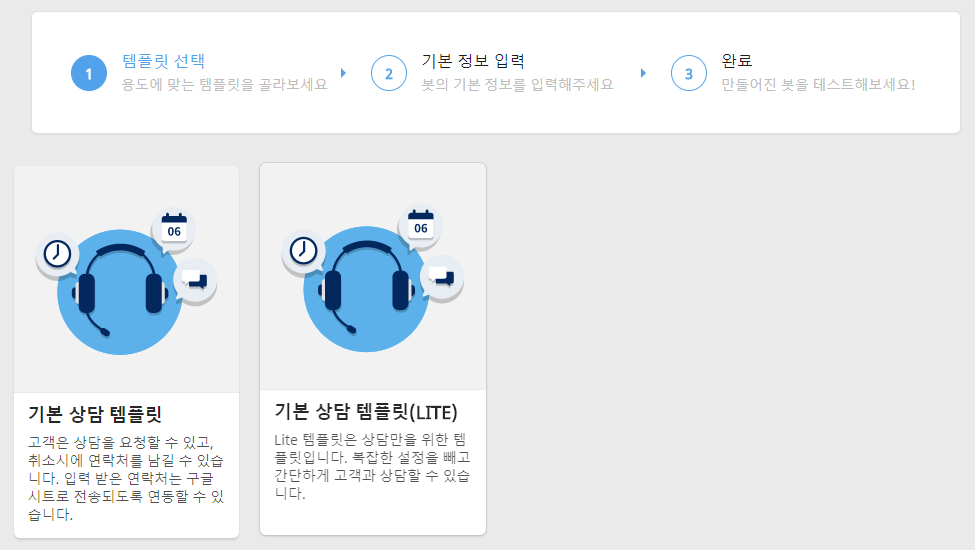 1
템플릿 선택
용도에 맞는 템플릿을 골라보세요
2
기본 정보 입력
봇의 기본 정보를 입력해주세요
3
완료
만들어진 봇을 테스트해보세요!
06
기본 상담 템플릿
고객은 상담을 요청할 수 있고,
취소시에 연락처를 남길 수 있습
니다. 입력 받은 연락처는 구글
시트로 전송되도록 연동할 수 있
습니다.
06
기본 상담 템플릿(LITE)
Lite 템플릿은 상담만을 위한 템
플릿입니다. 복잡한 설정을 빼고
간단하게 고객과 상담할 수 있습
니다.